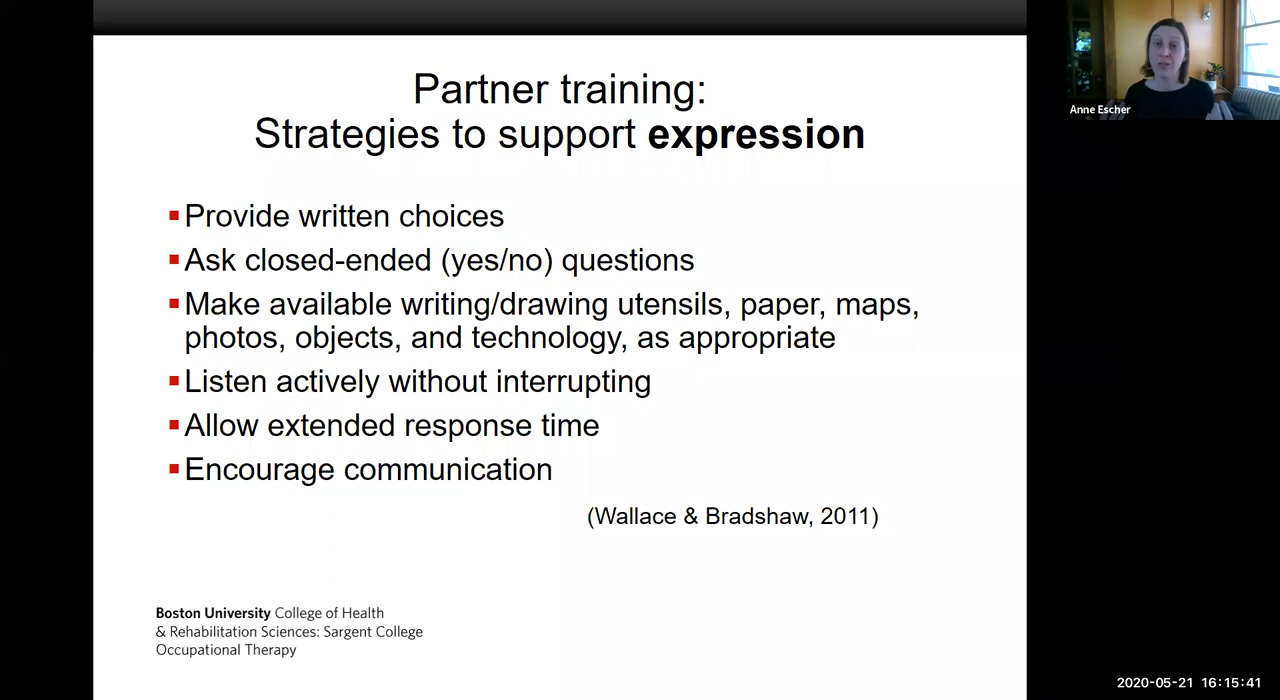 Partner training:
Strategies to support expression
Anne Escher
Provide written choices
Ask closed-ended (yes/no) questions
Make available writing/drawing utensils, paper, maps,
photos, objects, and technology, as appropriate
Listen actively without interrupting
Allow extended response time
Encourage communication
(Wallace & Bradshaw, 2011)
Boston University College of Health
& Rehabilitation Sciences: Sargent College
Occupational Therapy
2020-05-21 16:15:41